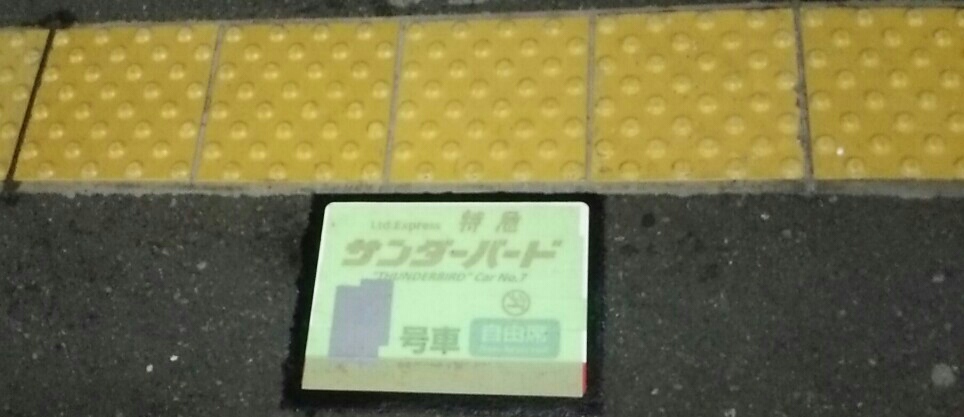 Ltd.Express 特急
サンダーバード
"THUNDERBIRD" Car No.7
号車 自由席